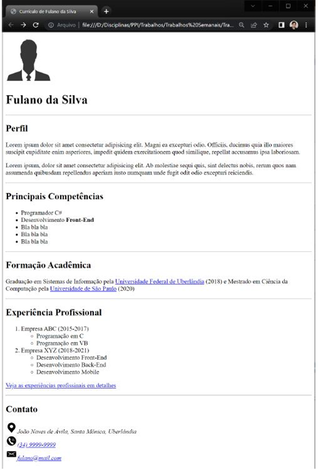 Currículo de Fulano da Silva
Arquivo | file:///D:/Disciplinas/PPI/Trabalhos/Trabalhos%20Semanais/Tra...
Fulano da Silva
Perfil
Lorem ipsum dolor sit amet consectetur adipisicing elit. Magni ex excepturi odio. Officiis, ducimus quia illo maiores
suscipit expedita enim asperiores, impedit quidem exercitationem quod similique, repellat accusamus ipsa laboriosam.
Lorem ipsum, dolor sit amet consectetur adipisicing elit. Ab molestiae sequi quis, sint delectus nobis, rerum quos nam
assumenda quibusdam repellendus aperiam iusto numquam unde fugit odit odio excepturi reiciendis.
Principais Competências
Programador C#
Desenvolvedor Front-End
Bla bla bla
Bla bla bla
Bla bla bla
Formação Acadêmica
Graduação em Sistemas de Informação pela Universidade Federal de Uberlândia (2018) e Mestrado em Ciência da
Computação pela Universidade de São Paulo (2020)
Experiência Profissional
1. Empresa ABC (2015-2017)
Programação em C
Programação em VB
2. Empresa XYZ (2018-2021)
Desenvolvimento Front-End
Desenvolvimento Back-End
Desenvolvimento Mobile
Veja as experiências profissinais em detalhes
Contato
João Naves de Ávila, Santa Mônica, Uberlândia
(34) 9999-9999
fulano@mail.com